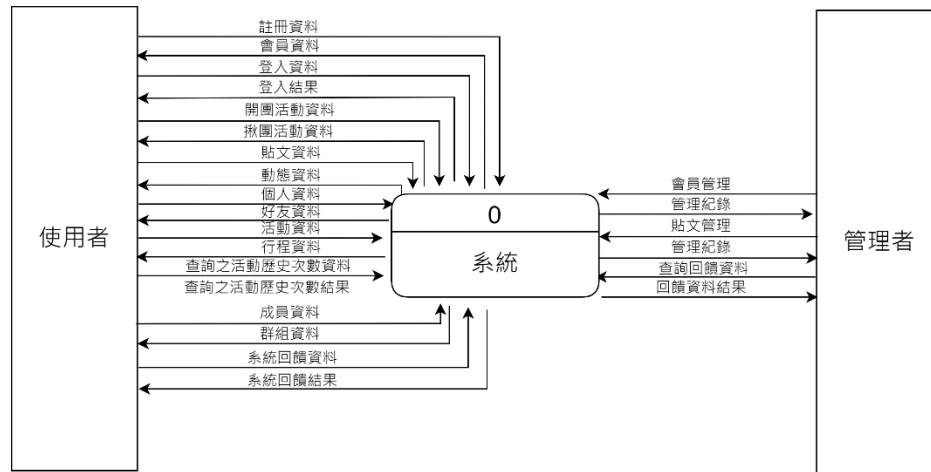 註冊資料
會員資料
登入資料
登入結果
開團活動資料
揪團活動資料
貼文資料
動態資料
個人資料
好友資料
活動資料
行程資料
查詢之活動歷史次數資料
查詢之活動歷史次數結果
成員資料
群組資料
系統回饋資料
系統回饋結果
使用者
0
系統
會員管理
管理紀錄
貼文管理
管理紀錄
查詢回饋資料
回饋資料結果
管理者